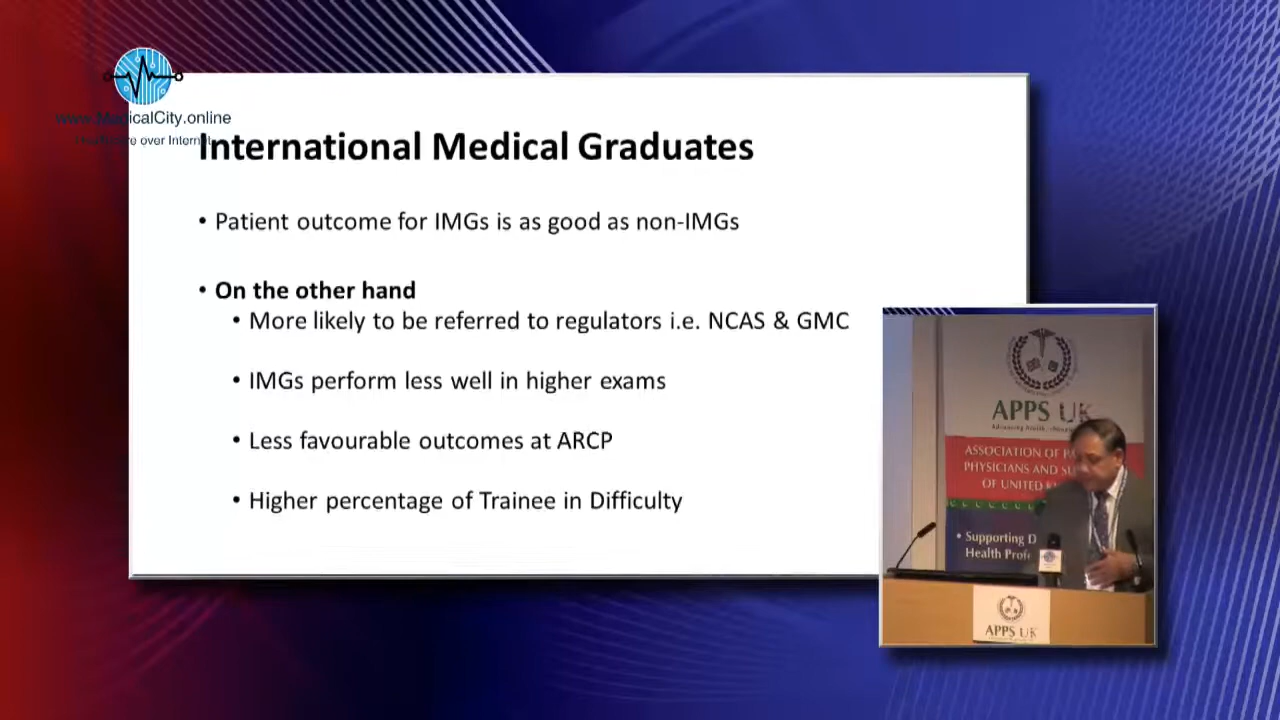 www.MedicalCity.online
Healthcare over Internet
International Medical Graduates
• Patient outcome for IMGs is as good as non-IMGs
• On the other hand
• More likely to be referred to regulators i.e. NCAS & GMC
• IMGs perform less well in higher exams
• Less favourable outcomes at ARCP
• Higher percentage of Trainee in Difficulty
APPS UK
ASSOCIATION OF
PHYSICIANS AND
OF UNITED
• Supporting
Health
APPS UK